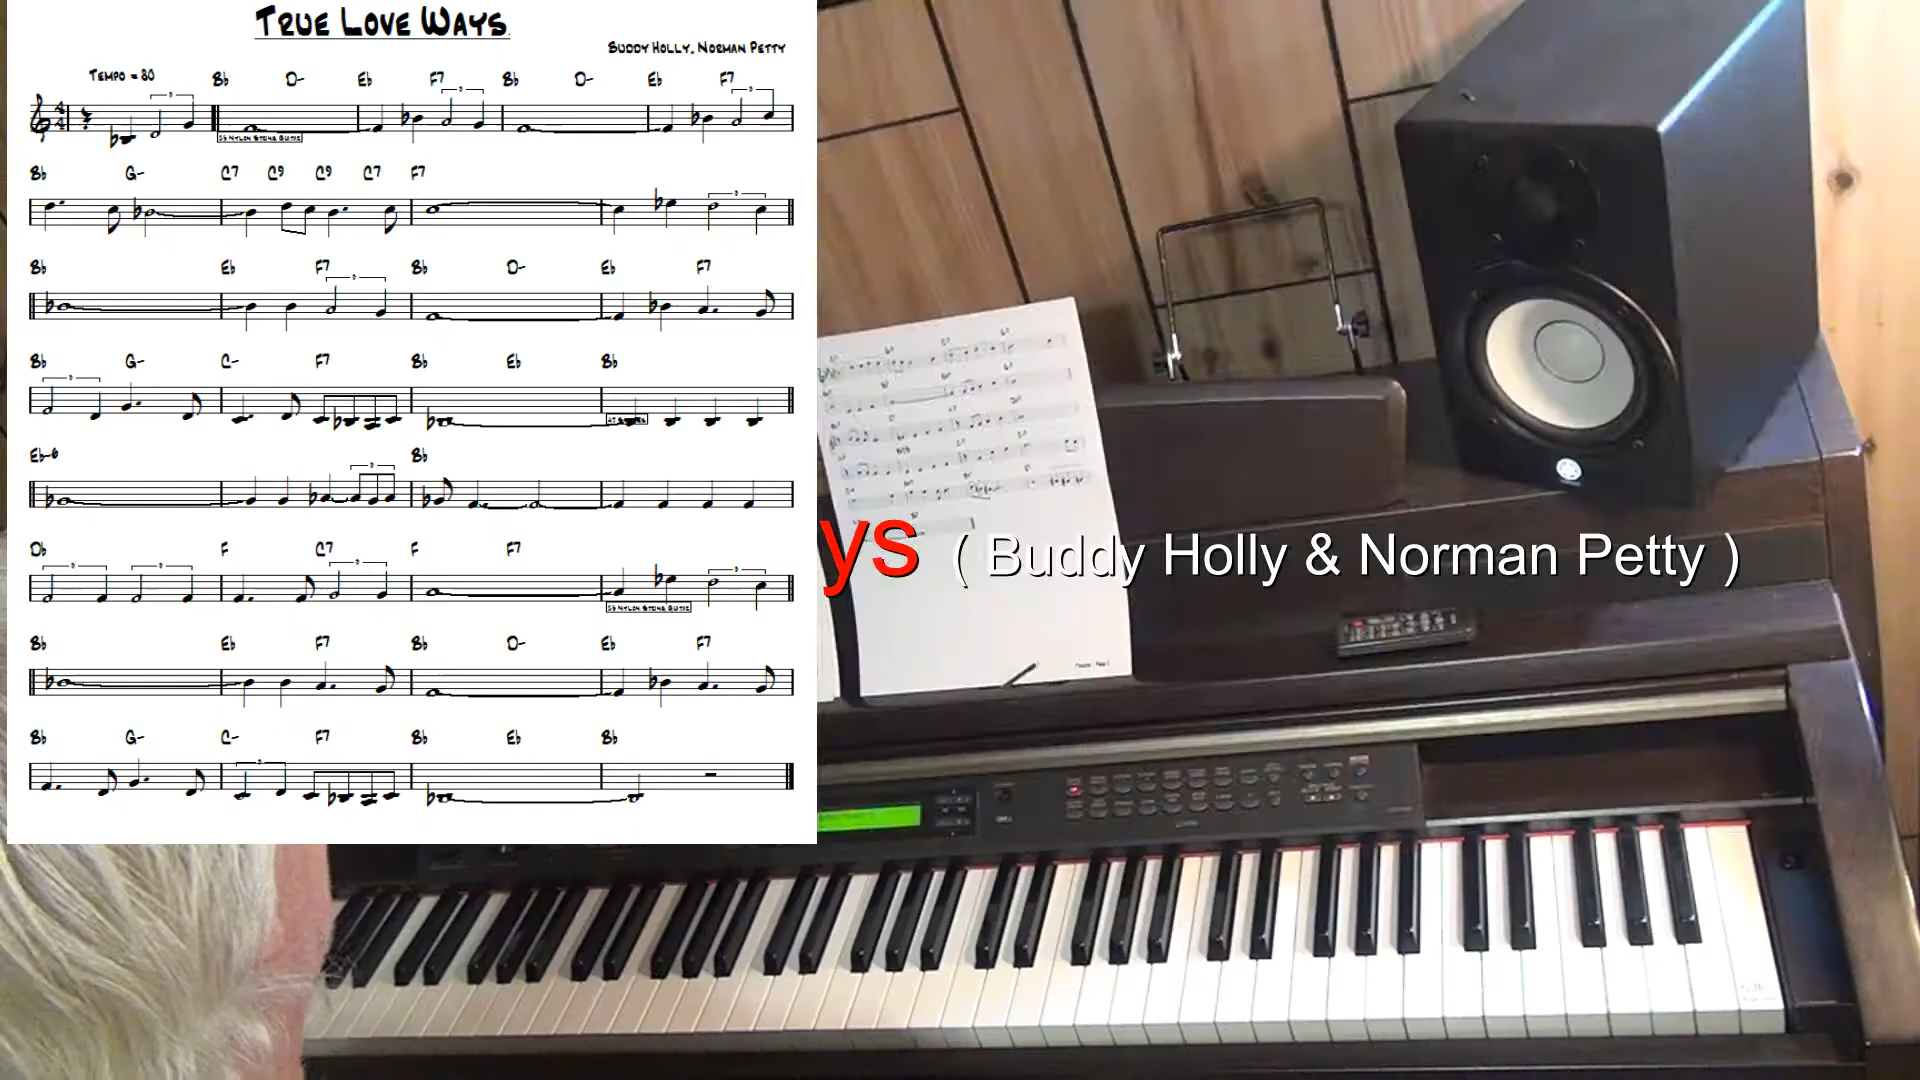 True Love Ways
Buddy Holly, Norman Petty
Tempo = 80
Bb D- Eb F7 Bb D- Eb F7
Bb G- C7 C9 C9 C7 F7
Bb Eb F7 Bb D- Eb F7
Bb G- C- F7 Bb Eb Bb
Eb-6 Bb
Db F C7 F F7
Bb Eb F7 Bb D- Eb F7
Bb G- C- F7 Bb Eb Bb
ys ( Buddy Holly & Norman Petty )